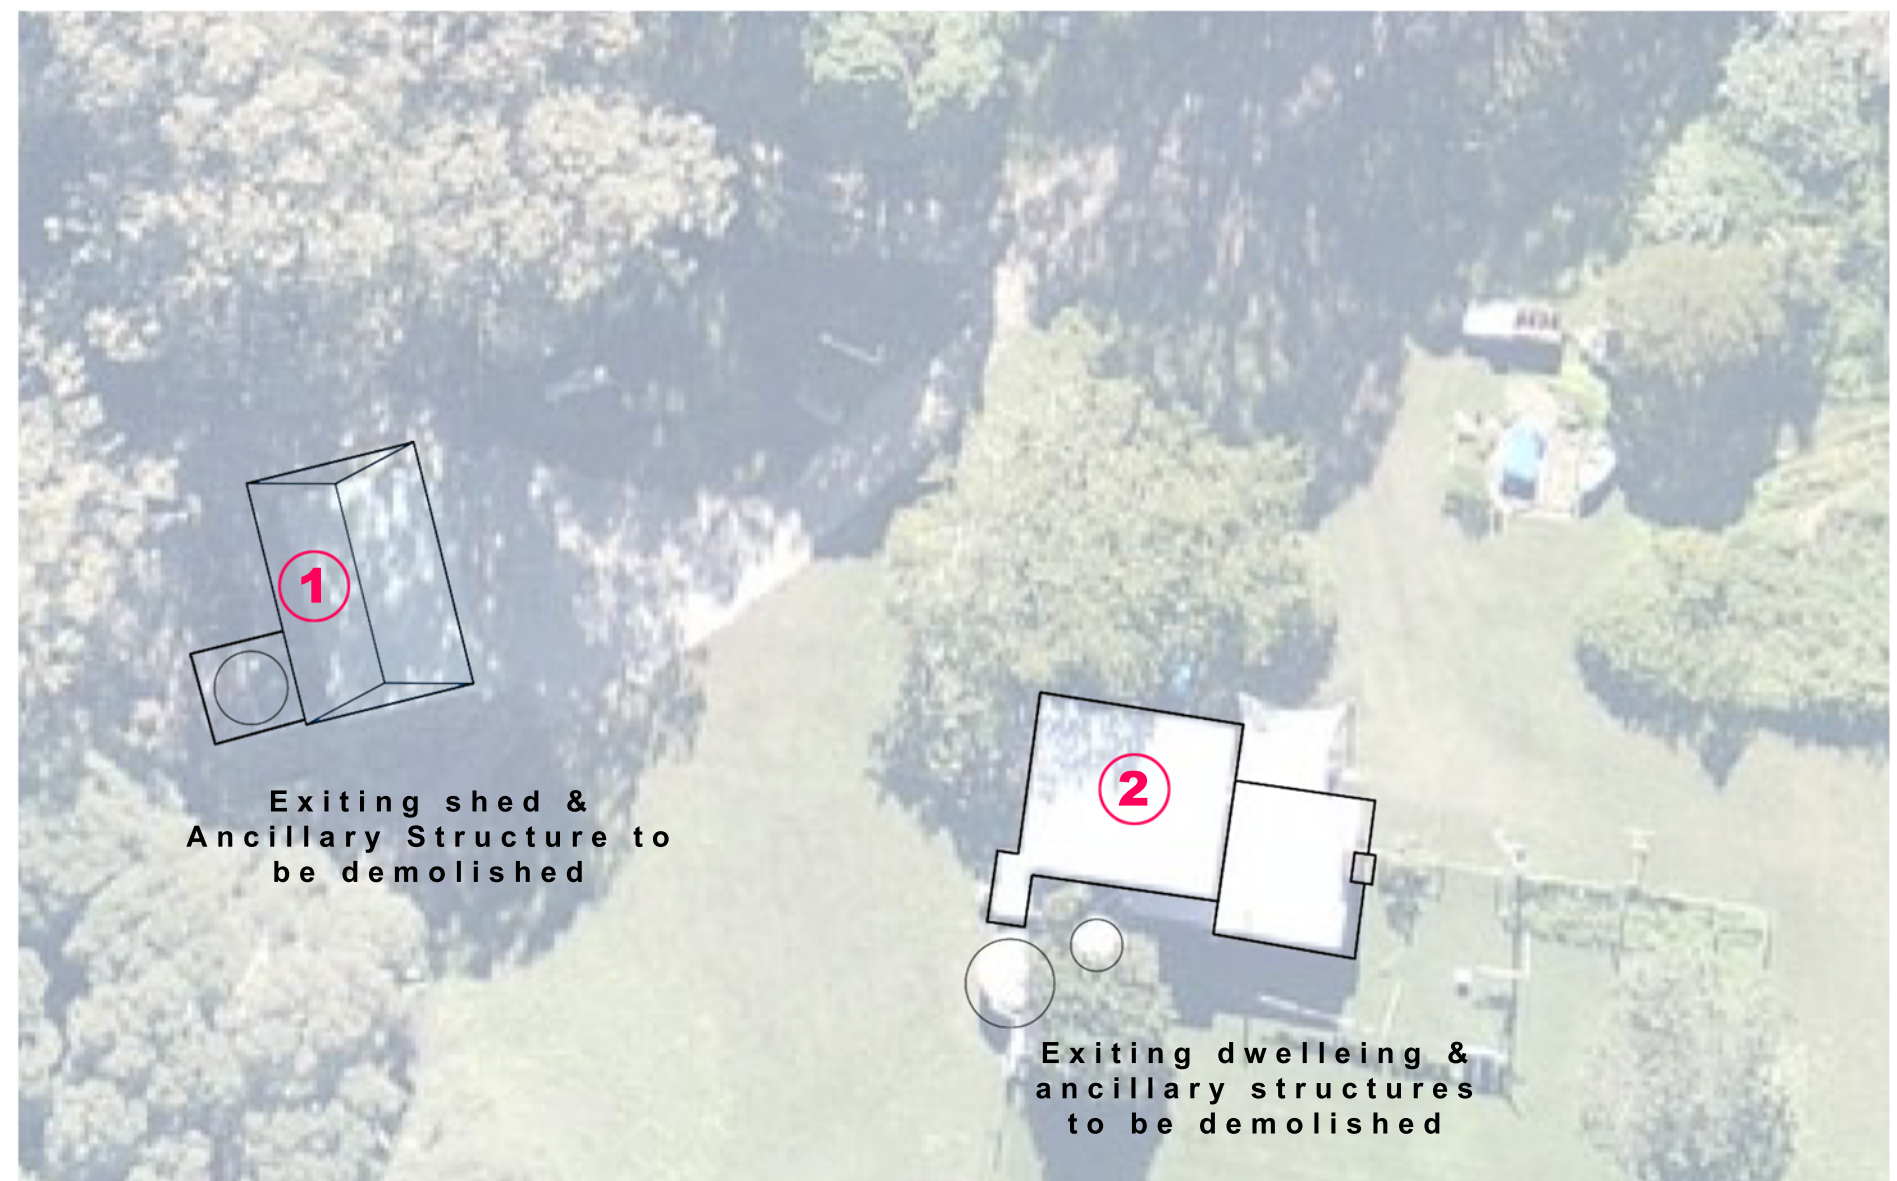 1
Exiting shed &
Ancillary Structure to
be demolished
2
Exiting dwelleing &
ancillary structures
to be demolished